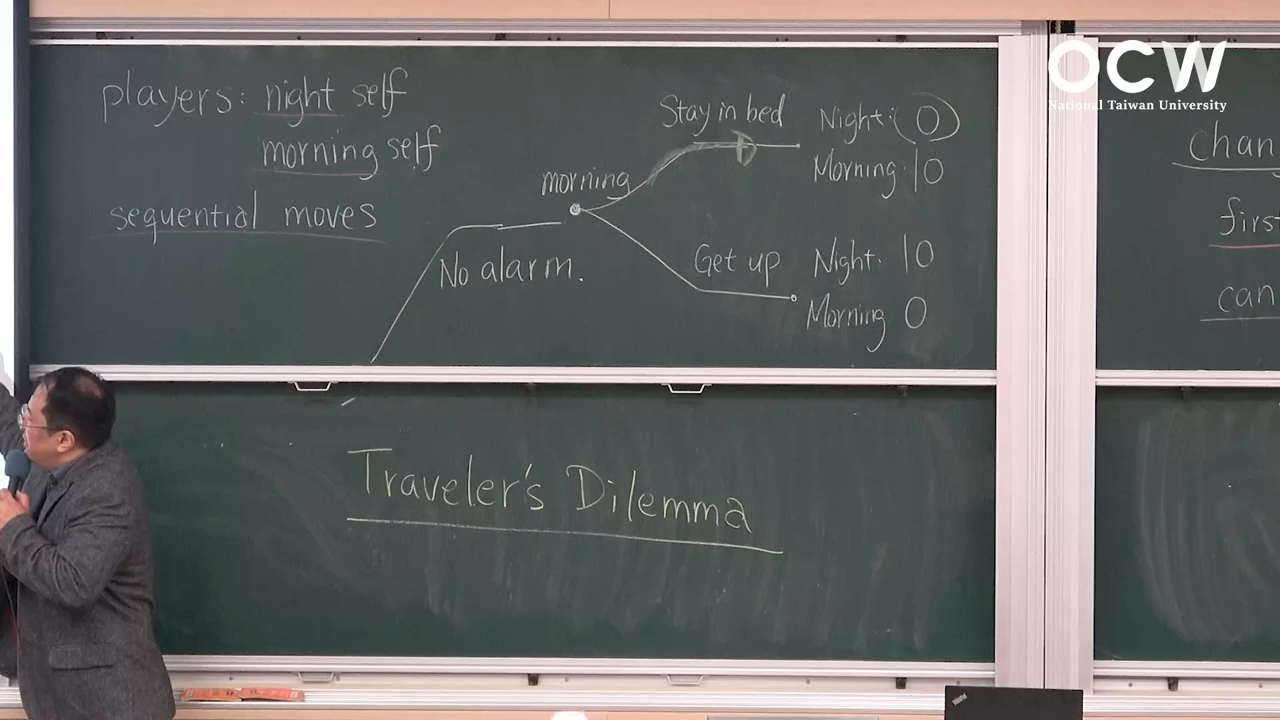 players: night self
morning self
sequential moves
No alarm.
morning
Stay in bed
Night: 0
Morning 10
Get up
Night: 10
Morning 0
Traveler's Dilemma
OCW
National Taiwan University
chan
firs
can